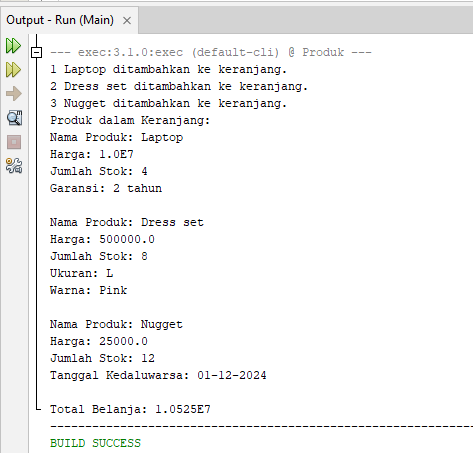 Output - Run (Main) ×
--- exec:3.1.0:exec (default-cli) @ Produk ---
1 Laptop ditambahkan ke keranjang.
2 Dress set ditambahkan ke keranjang.
3 Nugget ditambahkan ke keranjang.
Produk dalam Keranjang:
Nama Produk: Laptop
Harga: 1.0E7
Jumlah Stok: 4
Garansi: 2 tahun
Nama Produk: Dress set
Harga: 500000.0
Jumlah Stok: 8
Ukuran: L
Warna: Pink
Nama Produk: Nugget
Harga: 25000.0
Jumlah Stok: 12
Tanggal Kedaluwarsa: 01-12-2024
Total Belanja: 1.0525E7
------------------------------------------------------------------------
BUILD SUCCESS